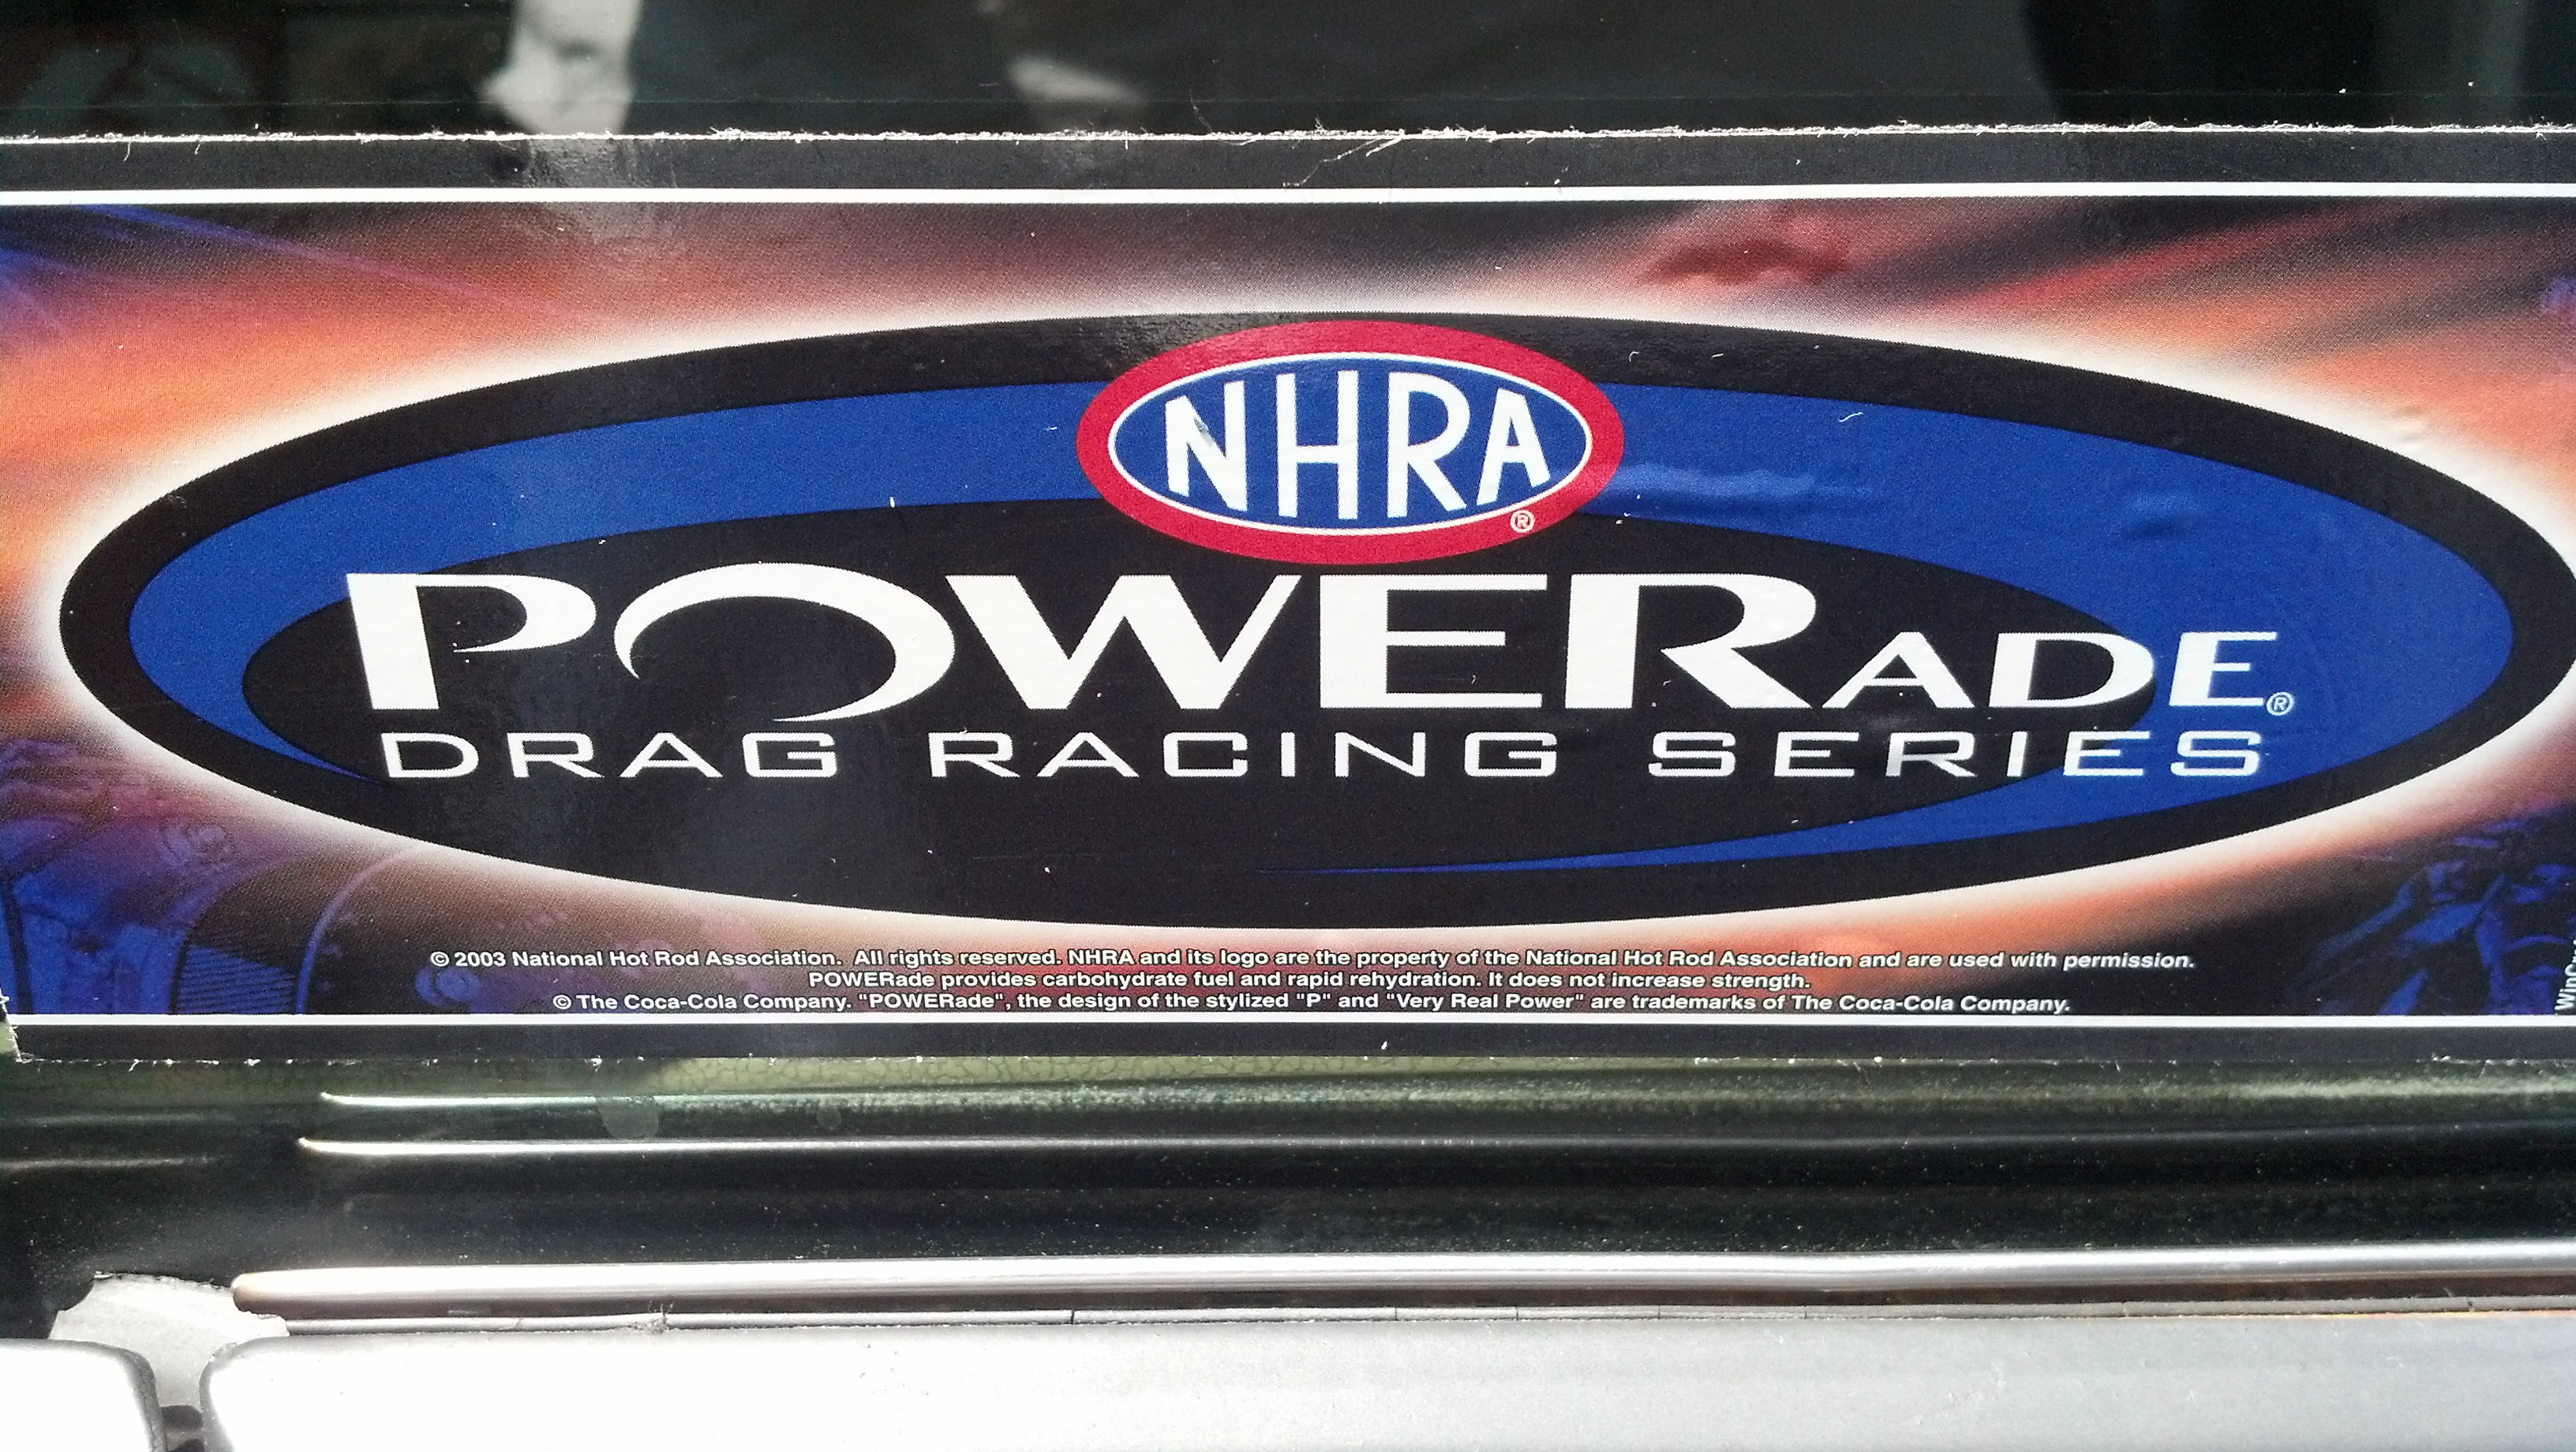 NHRA®
POWERADE®
DRAG RACING SERIES
© 2003 National Hot Rod Association. All rights reserved. NHRA and its logo are the property of the National Hot Rod Association and are used with permission.
POWERade provides carbohydrate fuel and rapid rehydration. It does not increase strength.
© The Coca-Cola Company. "POWERade", the design of the stylized "P" and "Very Real Power" are trademarks of The Coca-Cola Company.